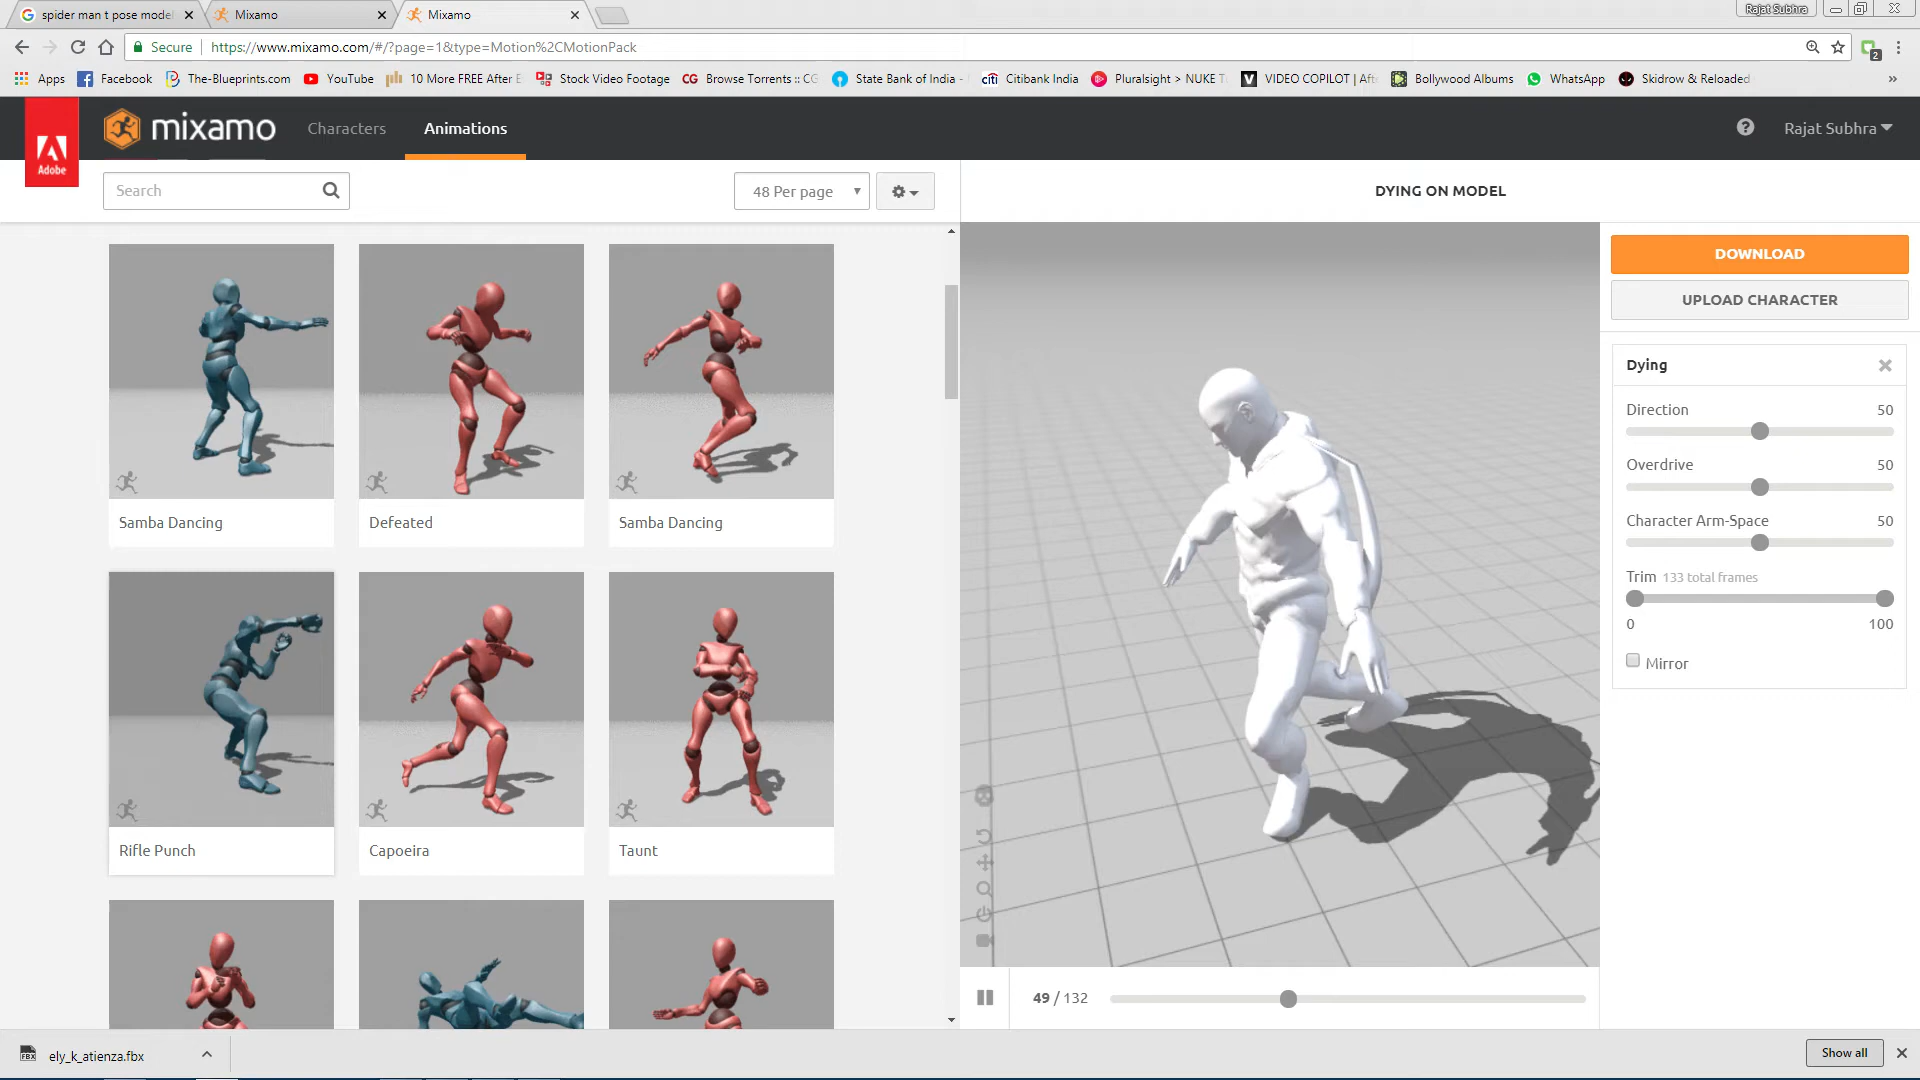 spider man t pose model
Mixamo
Mixamo
Rajat Subhra
Secure
https://www.mixamo.com/#/?page=1&type=Motion%2CMotionPack
2
Apps
Facebook
The-Blueprints.com
YouTube
10 More FREE After E
Stock Video Footage
CG Browse Torrents :: CG
State Bank of India -
citi Citibank India
Pluralsight > NUKE T
V VIDEO COPILOT | Aft
Bollywood Albums
WhatsApp
Skidrow & Reloaded
»
Adobe
mixamo
Characters
Animations
Rajat Subhra
Search
48 Per page
DYING ON MODEL
DOWNLOAD
UPLOAD CHARACTER
Dying
Direction 50
Overdrive 50
Character Arm-Space 50
Trim 133 total frames
0 100
Mirror
Samba Dancing
Defeated
Samba Dancing
Rifle Punch
Capoeira
Taunt
49 / 132
FBX
ely_k_atienza.fbx
Show all